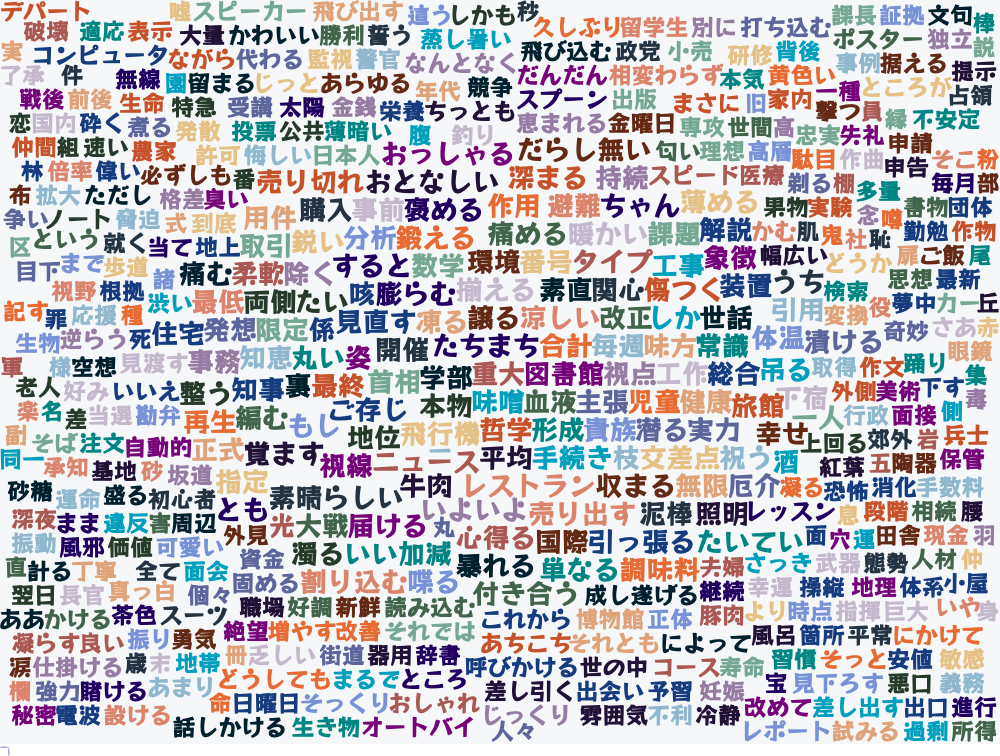 デパート 嘘 スピーカー 飛び出す 違う しかも 秒 久しぶり 留学生 別に 打ち込む 課長 証拠 文句 棒
破壊 適応 表示 大量 かわいい 勝利 誓う 蒸し暑い 飛び込む 政党 小売 研修 背後 ポスター 独立 説
実 コンピュータ ながら 代わる 監視 警官 なんとなく 事例 据える 提示
了承 件 無線 園 留まる じっと あらゆる 年代 競争 だんだん 相変わらず 本気 黄色い 一種 ところが 占領
戦後 前後 生命 特急 受講 太陽 金銭 栄養 ちっとも スプーン 出版 まさに 旧 家内 撃つ 員 縁 不安定
恋 国内 砕く 煮る 発散 投票 公共 薄暗い 腹 釣り 恵まれる 金曜日 専攻 世間 高 忠実 失礼 申請
仲間 組 速い 農家 許可 悔しい 日本人 おっしゃる だらし無い 匂い 理想 高層 駄目 作曲 申告 そこ 粉
林 倍率 偉い 必ずしも 番 売り切れ おとなしい 深まる 持続 スピード 医療 剃る 棚 多量 毎月 部
布 拡大 ただし 格差 臭い 購入 事前 褒める 作用 避難 ちゃん 薄める 果物 実験 念 噂 書物 団体
争い ノート 脅迫 式 到底 用件 痛める 暖かい 課題 解説 かむ 肌 鬼 社 恥 勤勉 作物
区 という 就く 当て 地上 取引 鋭い 分析 鍛える 環境 番号 タイプ 工事 象徴 幅広い どうか 扉 ご飯 尾
目下 まで 歩道 諸 痛む 柔軟 除く すると 数学 素直 関心 傷つく 装置 うち 検索 思想 最新
視野 根拠 渋い 最低 両側 たい 咳 膨らむ 揃える 引用 変換 役 夢中 カー 丘
記す 罪 応援 種 発想 限定 係 見直す 凍る 譲る 涼しい 改正 しか 世話 体温 漬ける 奇妙 さあ 赤
生物 逆らう 死 住宅 知恵 丸い 姿 開催 たちまち 合計 毎週 味方 常識 眼鏡
軍 様 空想 見渡す 事務 首相 学部 重大 図書館 視点 工作 総合 吊る 取得 作文 踊り 集
老人 好み いいえ 整う 知事 裏 最終 本物 味噌 血液 主張 児童 健康 旅館 下宿 外側 美術 下す 毒
楽 名 差 当選 勘弁 再生 編む もし ご存じ 地位 飛行機 哲学 形成 貴族 潜る 実力 幸せ 一人 行政 面接 側
副 そば 注文 自動的 正式 覚ます 視線 ニュース 平均 手続き 枝 交差点 祝う 酒 上回る 郊外 岩 兵士
同一 承知 基地 砂 坂道 指定 牛肉 レストラン 収まる 無限 厄介 凝る 紅葉 五 陶器 保管
砂糖 運命 盛る 初心者 とも 素晴らしい いよいよ 売り出す 泥棒 照明 レッスン 息 恐怖 消化 手数料
深夜 まま 違反 害 周辺 外見 光 大戦 届ける 丸 心得る 国際 引っ張る たいてい 面 穴 運 段階 相続 腰
振動 風邪 価値 可愛い 資金 濁る いい加減 暴れる 単なる 調味料 夫婦 さっき 武器 田舎 現金 羽
直 計る 丁寧 全て 面会 固める 割り込む 喋る 付き合う 成し遂げる 継続 幸運 操縦 態勢 人材 仲
翌日 長官 真っ白 個々 職場 好調 新鮮 読み込む これから 博物館 正体 豚肉 より 時点 地理 体系 小屋
ああ かける 茶色 スーツ 絶望 増やす 改善 それでは あちこち それとも によって 風呂 箇所 指揮 巨大 いや 身
凝らす 良い 振り 勇気 冊 乏しい 街道 器用 辞書 呼びかける 世の中 コース 寿命 習慣 平常 にかけて
涙 仕掛ける 歳 末 地帯 どうしても まるで ところ 差し引く 出会い 予習 妊娠 そっと 安値 敏感
欄 強力 賭ける あまり 命 日曜日 そっくり おしゃれ じっくり 雰囲気 不利 冷静 宝 見下ろす 悪口 義務
秘密 電波 設ける 話しかける 生き物 オートバイ 人々 改めて 差し出す 出口 進行
レポート 試みる 過剰 所得